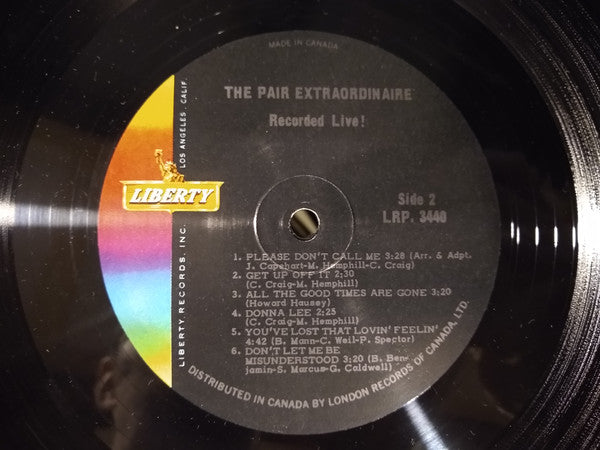 MADE IN CANADA
THE PAIR EXTRAORDINAIRE
Recorded Live!
LIBERTY
Side 2
LRP. 3440
1. PLEASE DON'T CALL ME 3:28 (Arr. & Adpt.
J. Capehart-M. Hemphill-C. Craig)
2. GET UP OFF IT 2:30
(C. Craig-M. Hemphill)
3. ALL THE GOOD TIMES ARE GONE 3:20
(Howard Hausey)
4. DONNA LEE 2:25
(C. Craig-M. Hemphill)
5. YOU'VE LOST THAT LOVIN' FEELIN'
4:42 (B. Mann-C. Weil-P. Spector)
6. DON'T LET ME BE
MISUNDERSTOOD 3:20 (B. Ben-
jamin-S. Marcus-G. Caldwell)
LIBERTY RECORDS, INC. LOS ANGELES, CALIF.
DISTRIBUTED IN CANADA BY LONDON RECORDS OF CANADA, LTD.